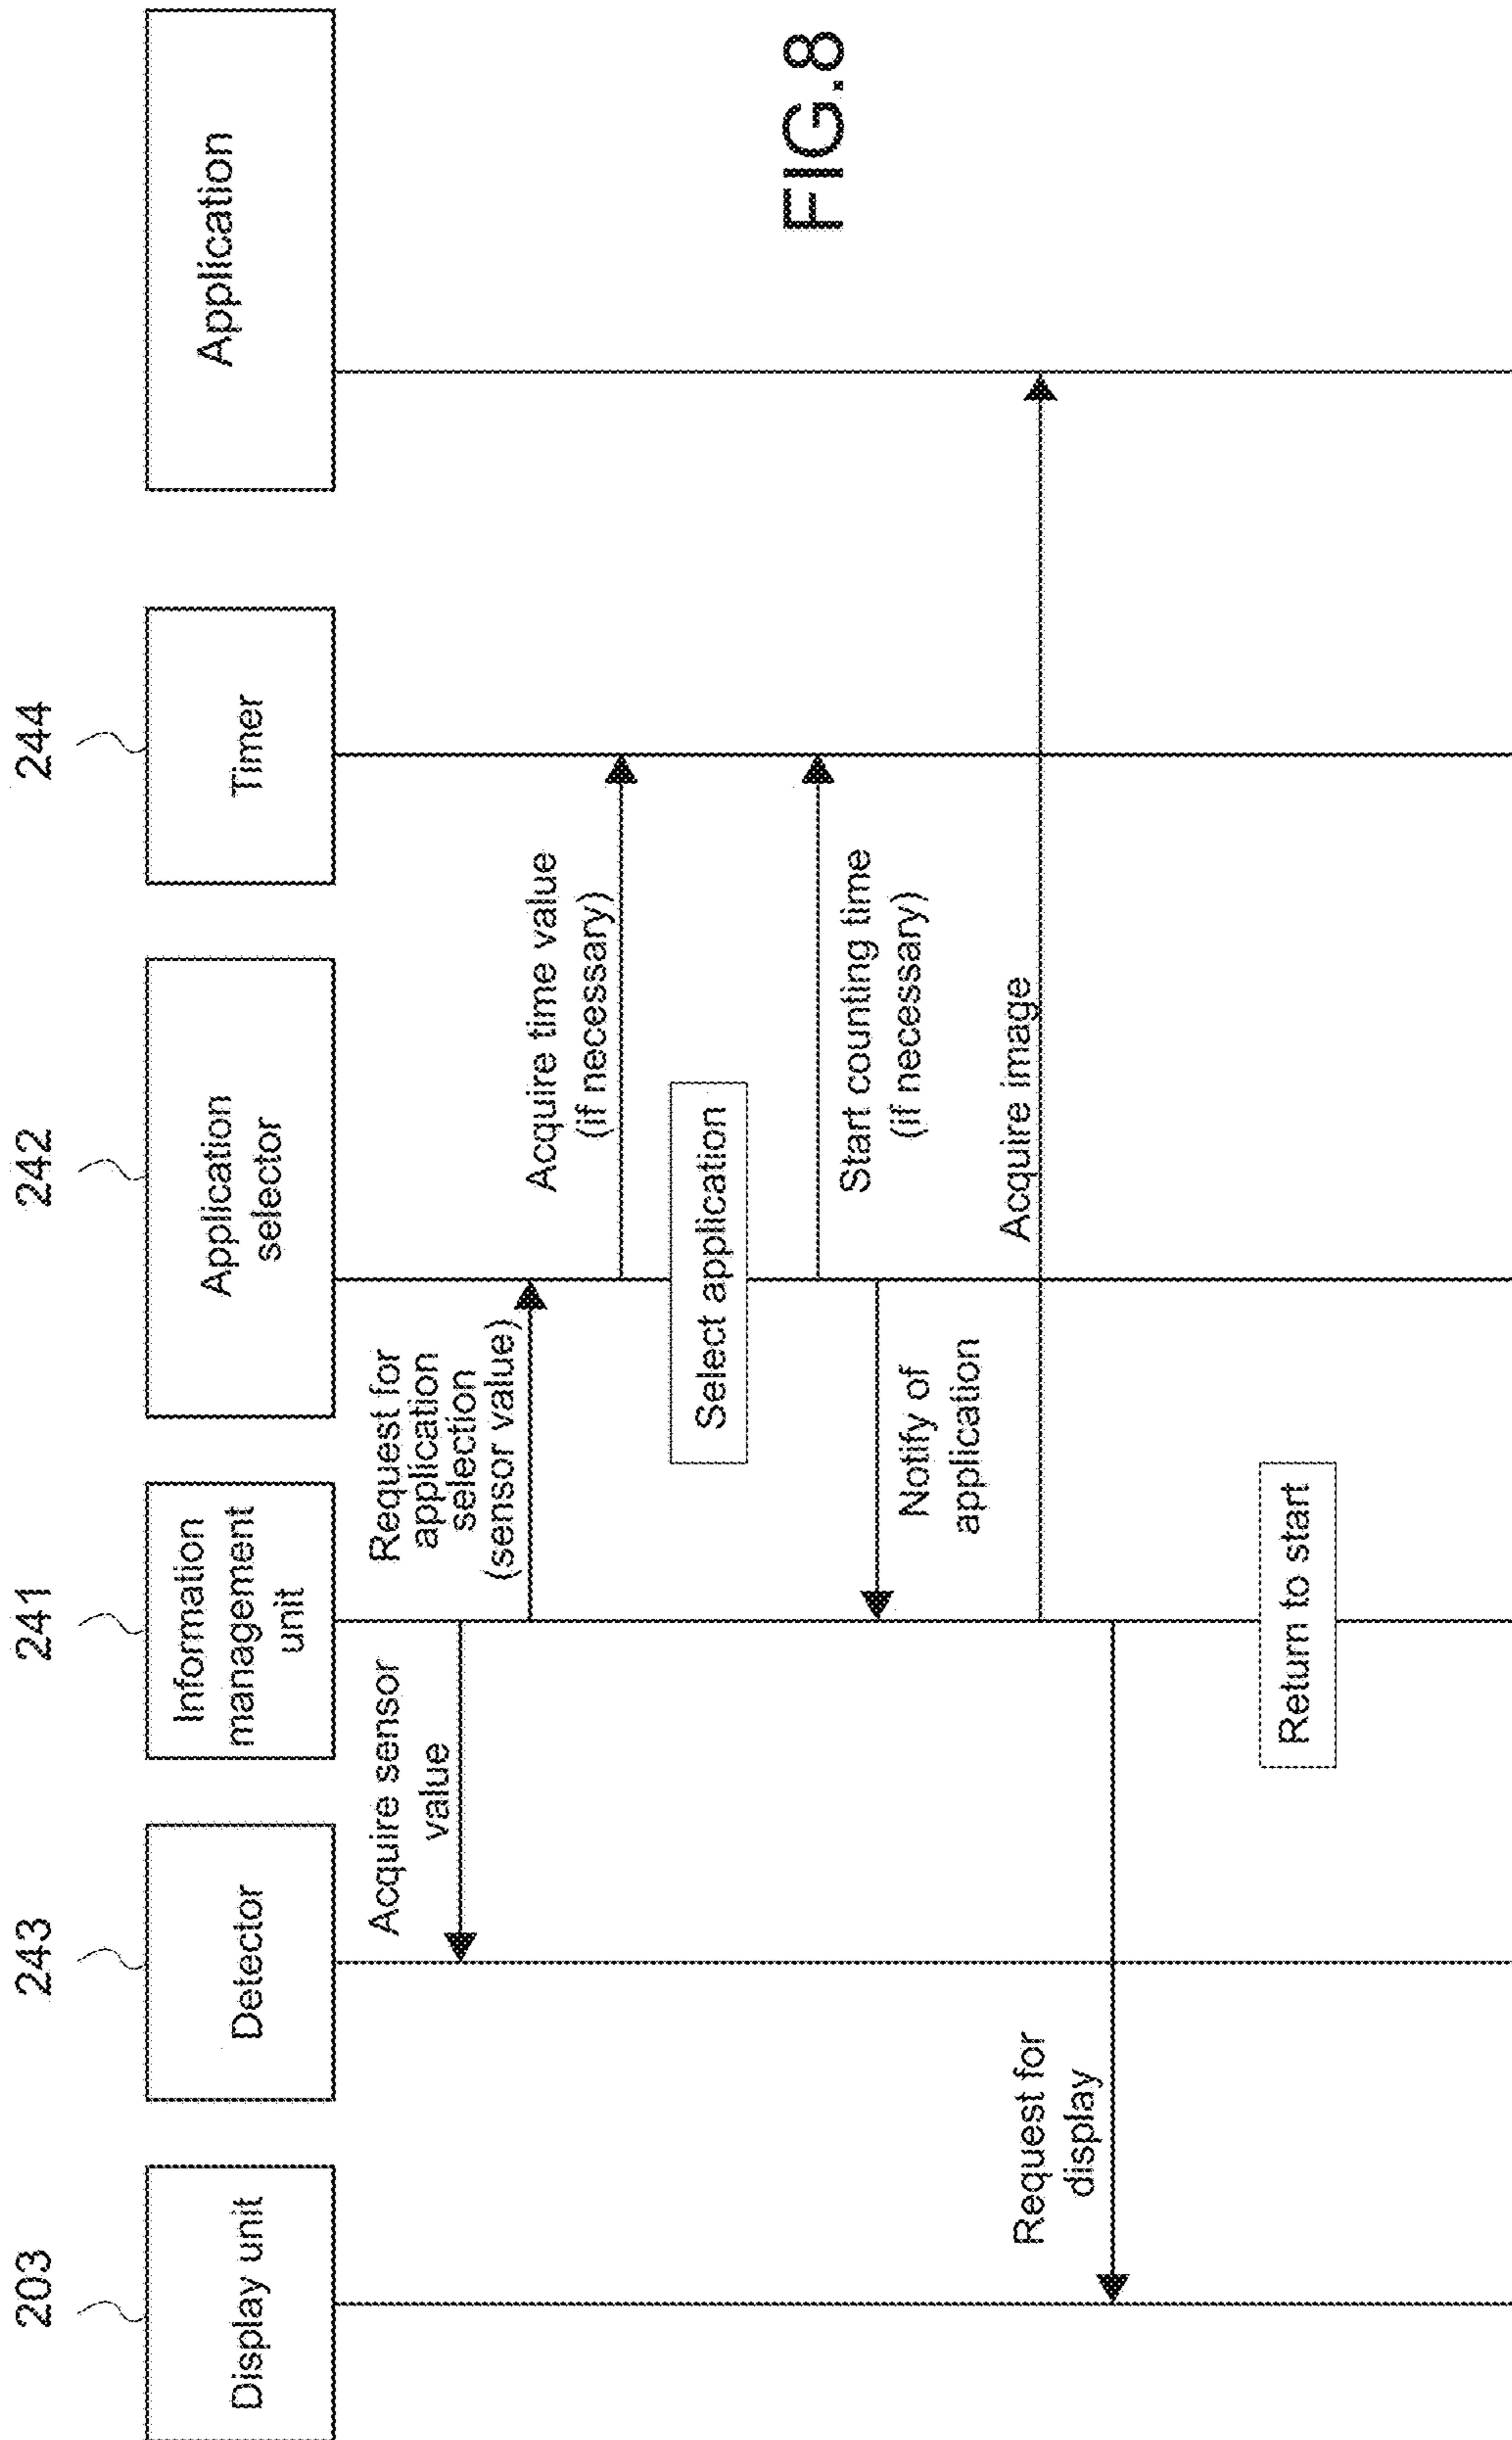 203
243
241
242
244
Display unit
Detector
Information
management
unit
Application
selector
Timer
Application
Acquire sensor
value
Request for
application
selection
(sensor value)
Acquire time value
(if necessary)
Select application
Start counting time
(if necessary)
Notify of
application
Acquire image
Request for
display
Return to start
FIG.8